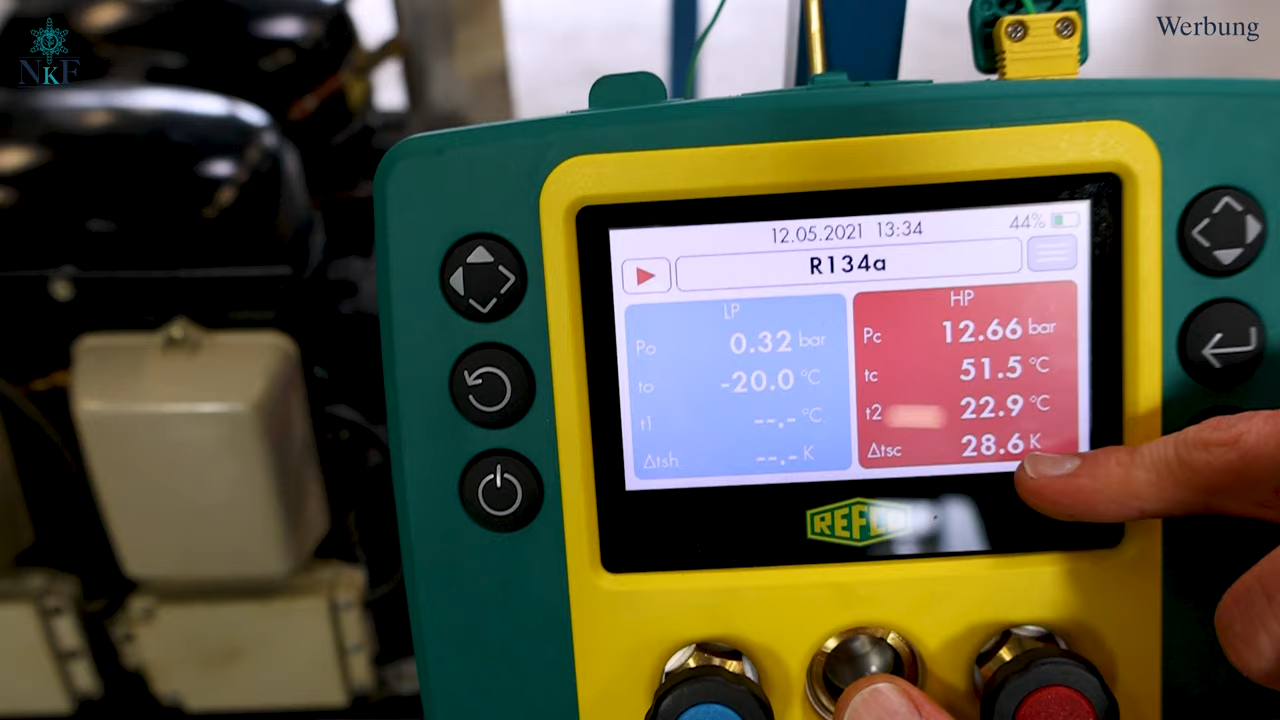 NkF
Werbung
12.05.2021 13:34 44%
R134a
LP
Po 0.32 bar
to -20.0 °C
t1 --.- °C
Δtsh --.- K
HP
Pc 12.66 bar
tc 51.5 °C
t2 22.9 °C
Δtsc 28.6 K
REFCO